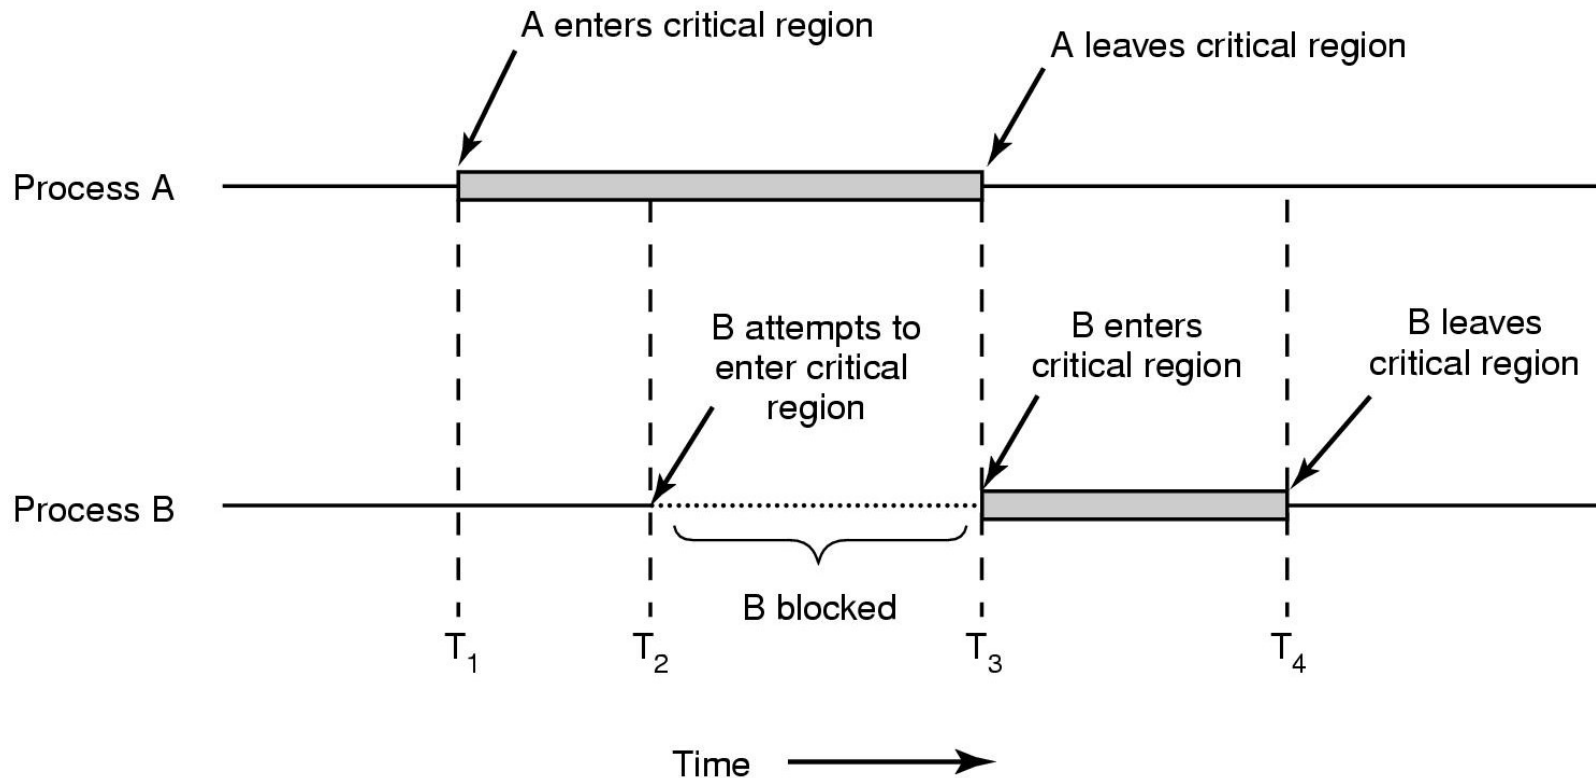 A enters critical region
A leaves critical region
Process A
B attempts to
enter critical
region
B enters
critical region
B leaves
critical region
Process B
B blocked
T1
T2
T3
T4
Time